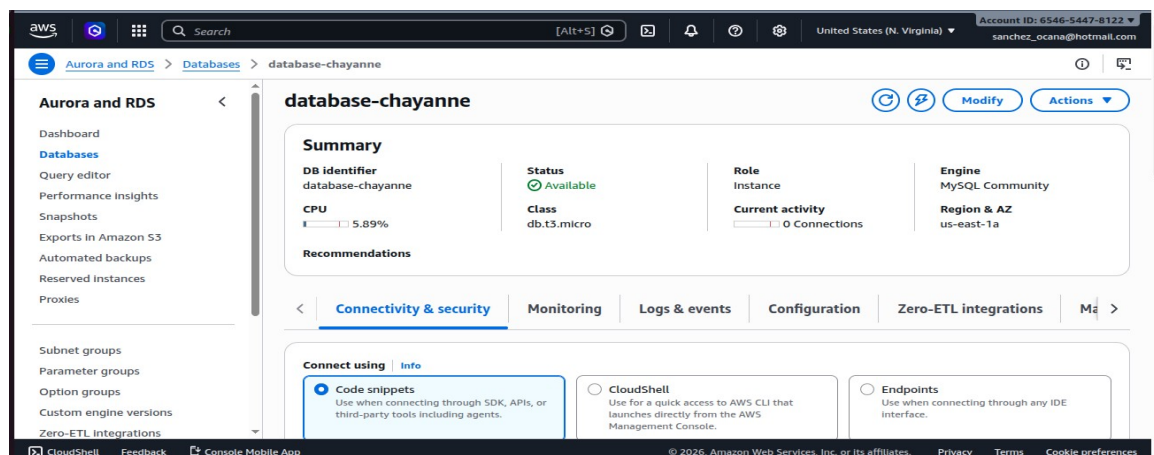 aws
Search
[Alt+S]
United States (N. Virginia) ▼
Account ID: 6546-5447-8122 ▼
sanchez_ocana@hotmail.com
Aurora and RDS > Databases > database-chayanne
Aurora and RDS
Dashboard
Databases
Query editor
Performance insights
Snapshots
Exports in Amazon S3
Automated backups
Reserved instances
Proxies
Subnet groups
Parameter groups
Option groups
Custom engine versions
Zero-ETL integrations
database-chayanne
Modify
Actions ▼
Summary
DB identifier
database-chayanne
Status
Available
Role
Instance
Engine
MySQL Community
CPU
5.89%
Class
db.t3.micro
Current activity
0 Connections
Region & AZ
us-east-1a
Recommendations
Connectivity & security
Monitoring
Logs & events
Configuration
Zero-ETL integrations
Ma
Connect using
Info
Code snippets
Use when connecting through SDK, APIs, or
third-party tools including agents.
CloudShell
Use for a quick access to AWS CLI that
launches directly from the AWS
Management Console.
Endpoints
Use when connecting through any IDE
interface.
CloudShell
Feedback
Console Mobile App
© 2026, Amazon Web Services, Inc. or its affiliates.
Privacy
Terms
Cookie preferences